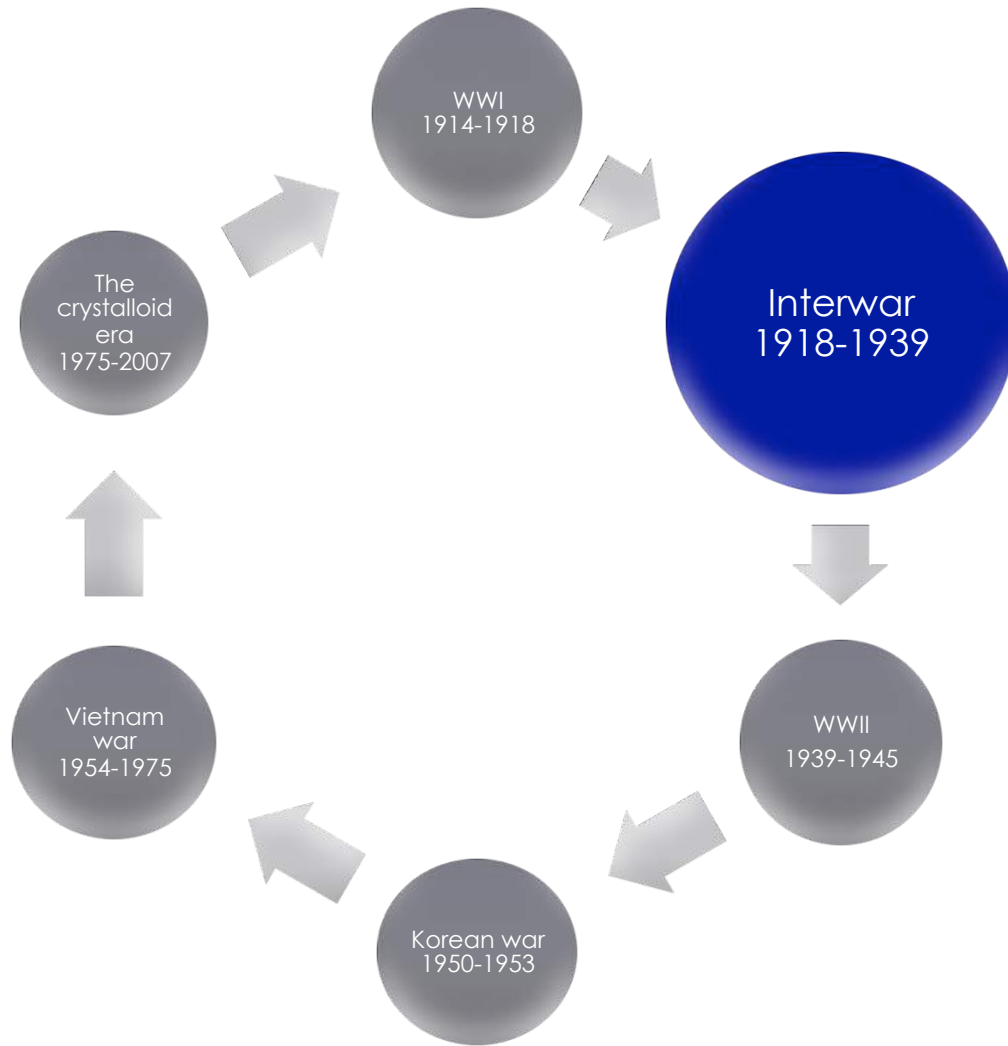 WWI
1914-1918
Interwar
1918-1939
WWII
1939-1945
Korean war
1950-1953
Vietnam
war
1954-1975
The
crystalloid
era
1975-2007